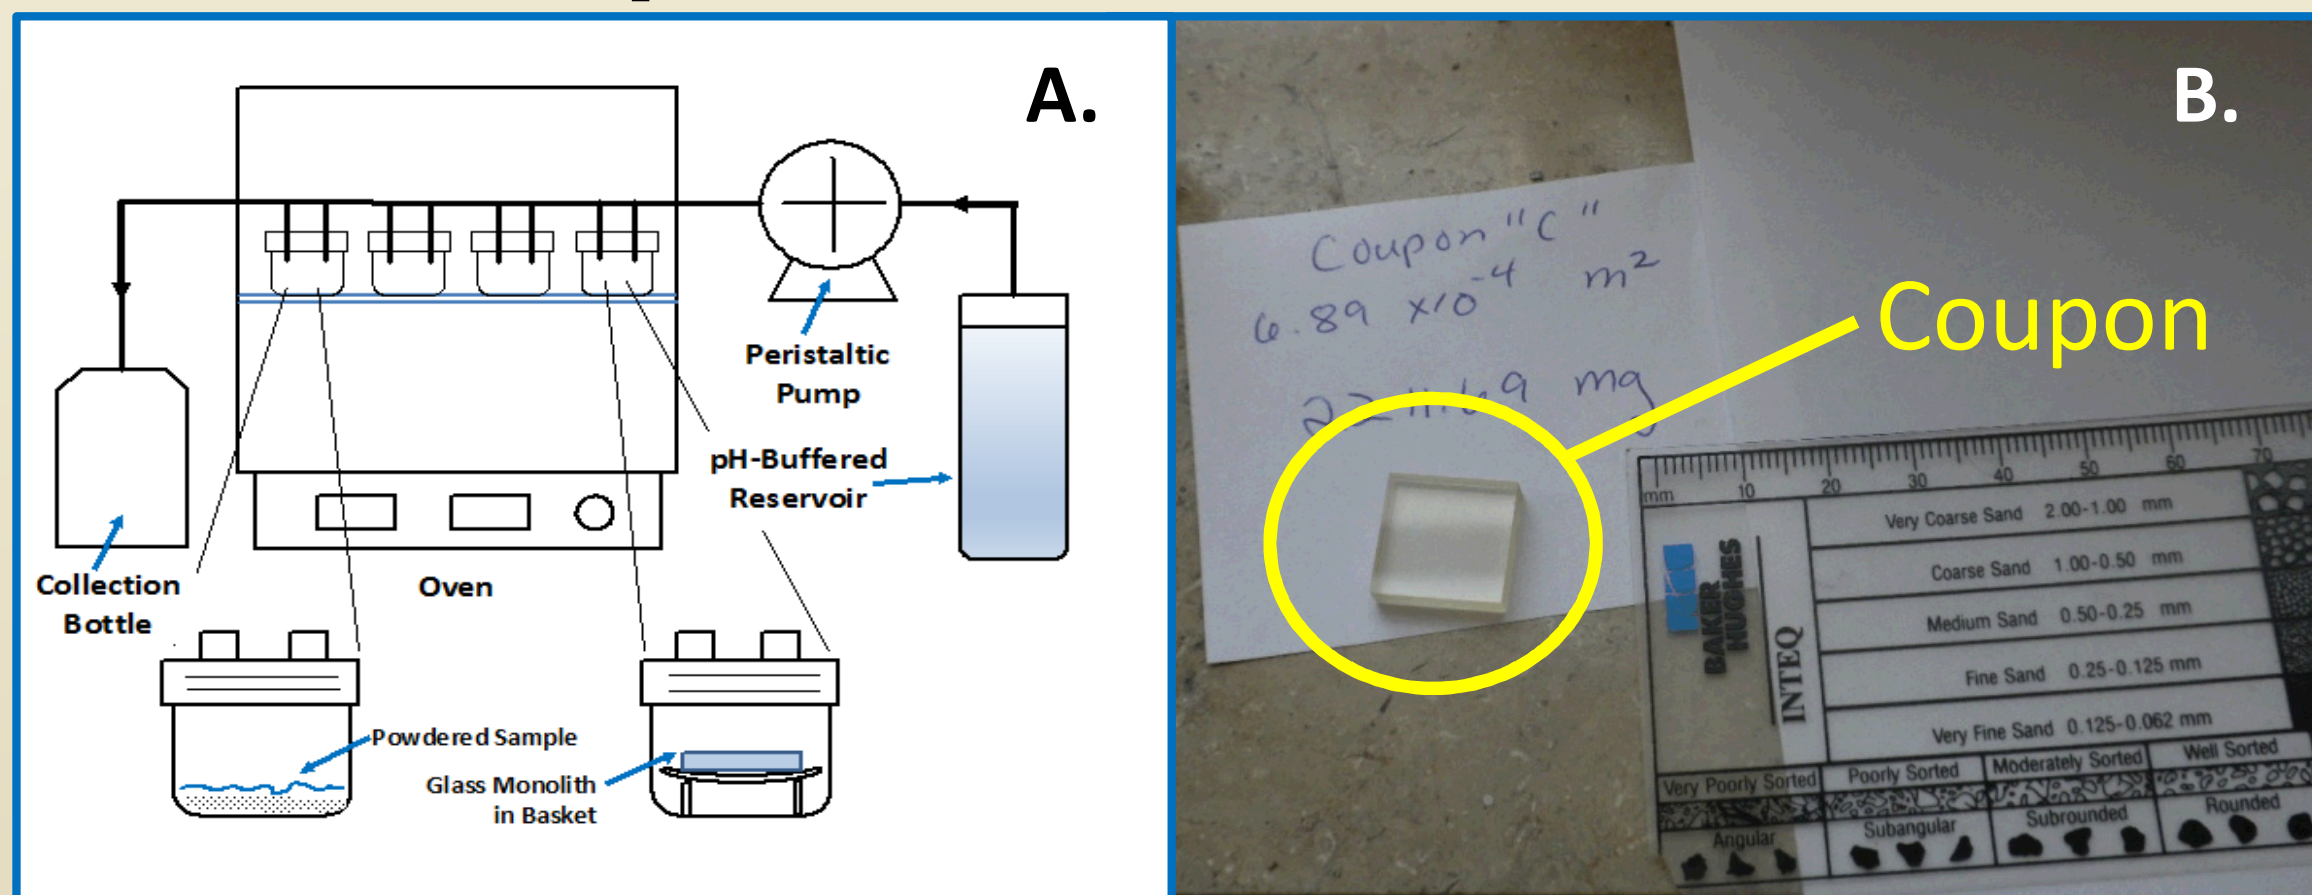 A.
Peristaltic
Pump
pH-Buffered
Reservoir
Collection
Bottle
Oven
Powdered Sample
Glass Monolith
in Basket
B.
Coupon "C"
6.89 x10-4 m2
mg
Coupon
mm 10 20 30 40 50 60 70
BAKER
HUGHES
INTEQ
Very Coarse Sand 2.00-1.00 mm
Coarse Sand 1.00-0.50 mm
Medium Sand 0.50-0.25 mm
Fine Sand 0.25-0.125 mm
Very Fine Sand 0.125-0.062 mm
Very Poorly Sorted Poorly Sorted Moderately Sorted Well Sorted
Angular Subangular Subrounded Rounded